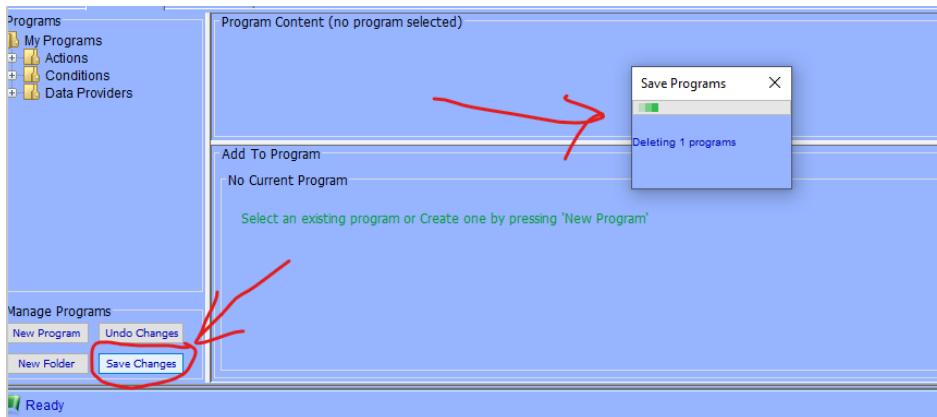 Programs
My Programs
Actions
Conditions
Data Providers
Program Content (no program selected)
Save Programs
Deleting 1 programs
Add To Program
No Current Program
Select an existing program or Create one by pressing 'New Program'
Manage Programs
New Program
Undo Changes
New Folder
Save Changes
Ready